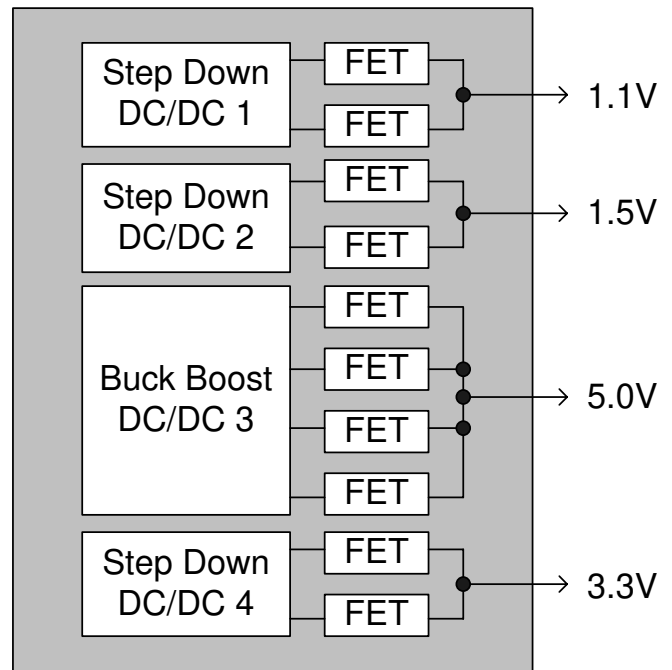 Step Down
DC/DC 1
FET
FET
1.1V
Step Down
DC/DC 2
FET
FET
1.5V
Buck Boost
DC/DC 3
FET
FET
FET
FET
5.0V
Step Down
DC/DC 4
FET
FET
3.3V